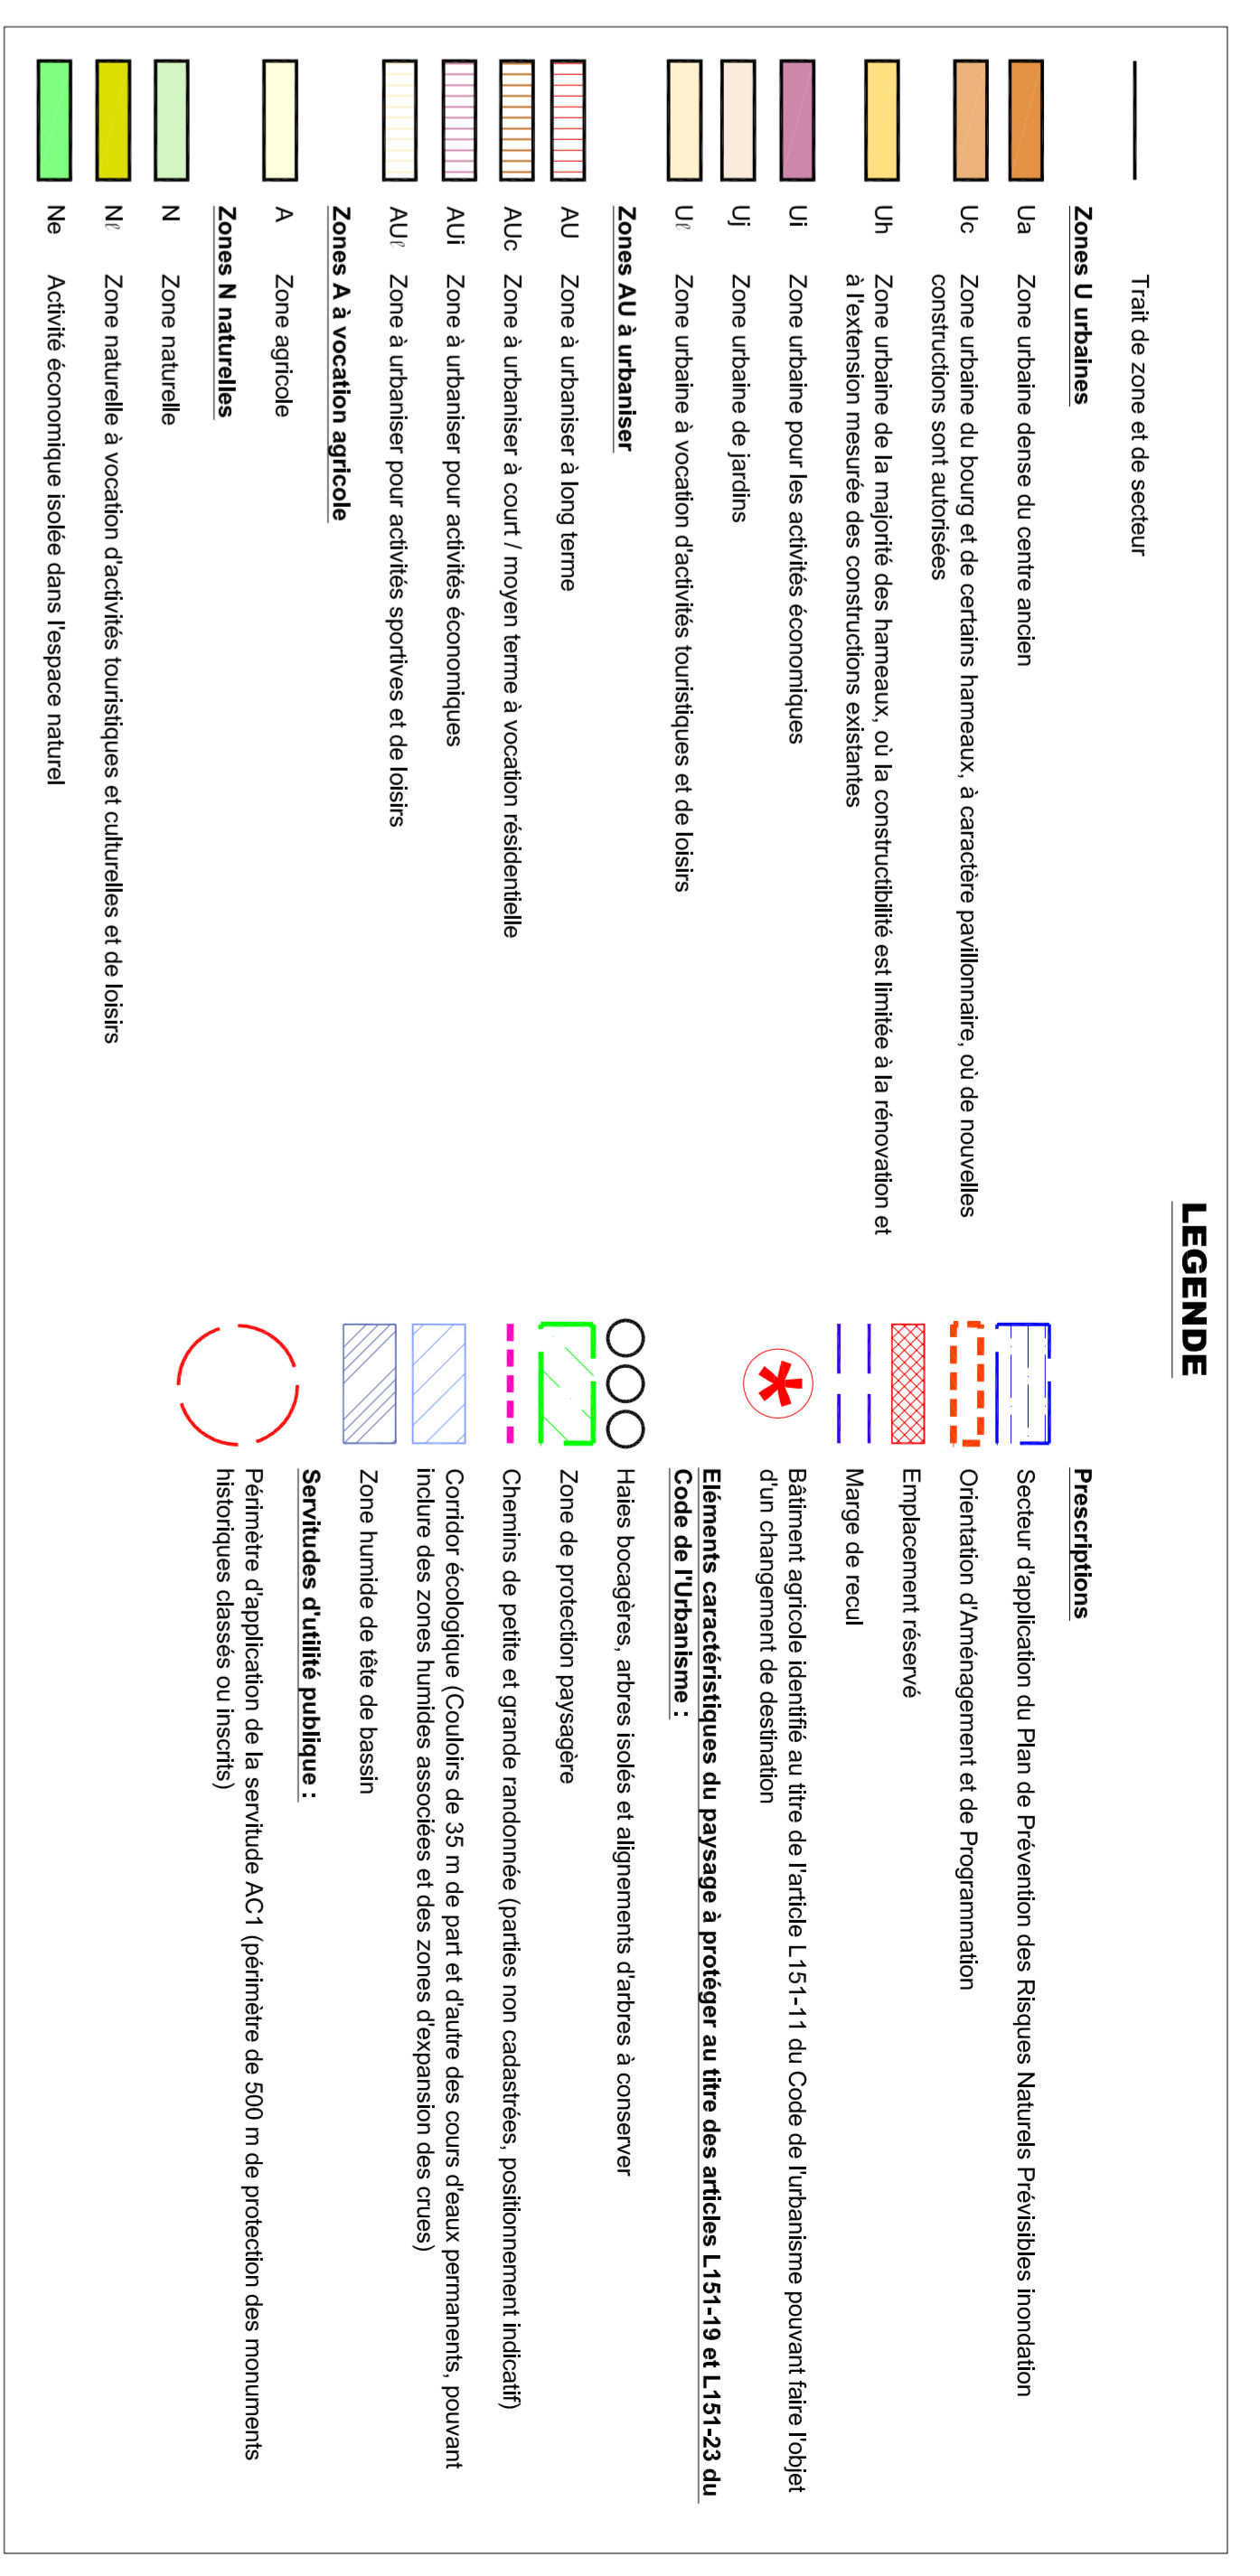 LEGENDE
Trait de zone et de secteur
Zones U urbaines
Ua Zone urbaine dense du centre ancien
Uc Zone urbaine du bourg et de certains hameaux, à caractère pavillonnaire, où de nouvelles
constructions sont autorisées
Uh Zone urbaine de la majorité des hameaux, où la constructibilité est limitée à la rénovation et
à l'extension mesurée des constructions existantes
Ui Zone urbaine pour les activités économiques
Uj Zone urbaine de jardins
Uℓ Zone urbaine à vocation d'activités touristiques et de loisirs
Zones AU à urbaniser
AU Zone à urbaniser à long terme
AUc Zone à urbaniser à court / moyen terme à vocation résidentielle
AUi Zone à urbaniser pour activités économiques
AUℓ Zone à urbaniser pour activités sportives et de loisirs
Zones A à vocation agricole
A Zone agricole
Zones N naturelles
N Zone naturelle
Nℓ Zone naturelle à vocation d'activités touristiques et culturelles et de loisirs
Ne Activité économique isolée dans l'espace naturel
Prescriptions
Secteur d'application du Plan de Prévention des Risques Naturels Prévisibles inondation
Orientation d'Aménagement et de Programmation
Emplacement réservé
Marge de recul
Bâtiment agricole identifié au titre de l'article L151-11 du Code de l'urbanisme pouvant faire l'objet
d'un changement de destination
Eléments caractéristiques du paysage à protéger au titre des articles L151-19 et L151-23 du
Code de l'Urbanisme :
Haies bocagères, arbres isolés et alignements d'arbres à conserver
Zone de protection paysagère
Chemins de petite et grande randonnée (parties non cadastrées, positionnement indicatif)
Corridor écologique (Couloirs de 35 m de part et d'autre des cours d'eaux permanents, pouvant
inclure des zones humides associées et des zones d'expansion des crues)
Zone humide de tête de bassin
Servitudes d'utilité publique :
Périmètre d'application de la servitude AC1 (périmètre de 500 m de protection des monuments
historiques classés ou inscrits)